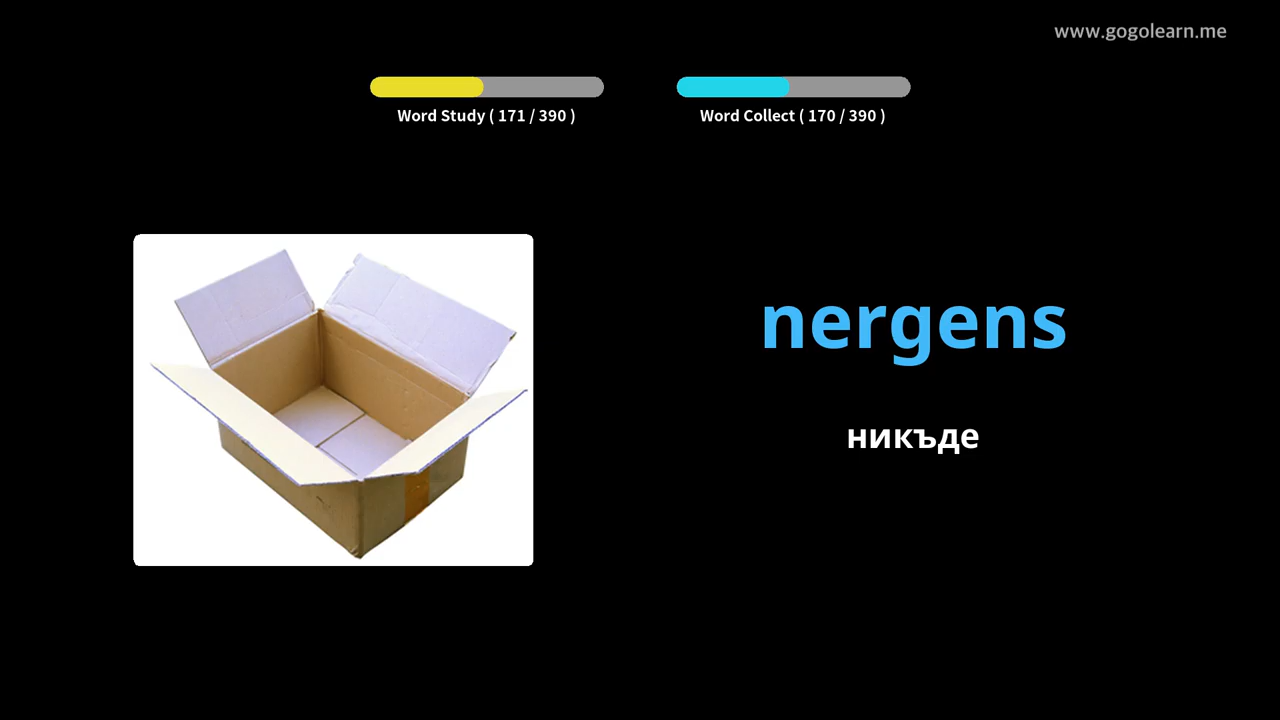 www.gogolearn.me
Word Study ( 171 / 390 )
Word Collect ( 170 / 390 )
nergens
никъде